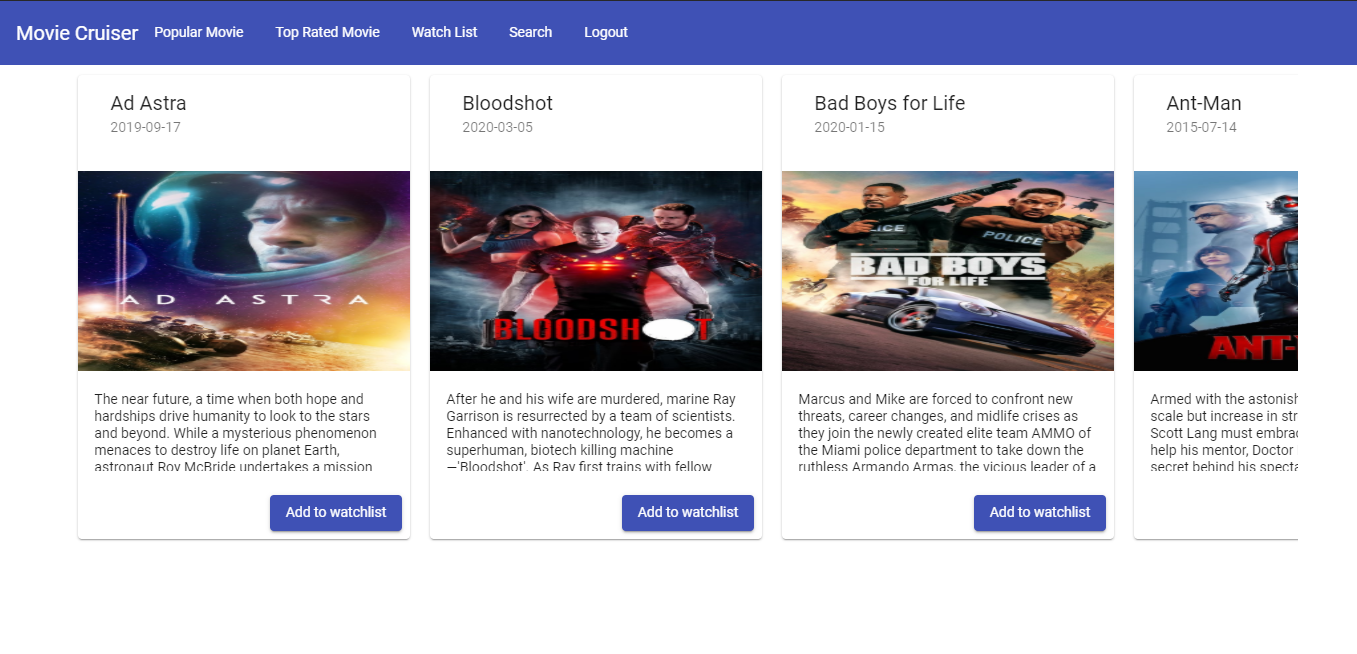 Movie Cruiser Popular Movie Top Rated Movie Watch List Search Logout
Ad Astra
2019-09-17
AD ASTRA
The near future, a time when both hope and
hardships drive humanity to look to the stars
and beyond. While a mysterious phenomenon
menaces to destroy life on planet Earth,
astronaut Roy McBride undertakes a mission
Add to watchlist
Bloodshot
2020-03-05
BLOODSHOT
After he and his wife are murdered, marine Ray
Garrison is resurrected by a team of scientists.
Enhanced with nanotechnology, he becomes a
superhuman, biotech killing machine
—'Bloodshot'. As Ray first trains with fellow
Add to watchlist
Bad Boys for Life
2020-01-15
ICE
POLICE
BAD BOYS
FOR LIFE
Marcus and Mike are forced to confront new
threats, career changes, and midlife crises as
they join the newly created elite team AMMO of
the Miami police department to take down the
ruthless Armando Armas, the vicious leader of a
Add to watchlist
Ant-Man
2015-07-14
ANT-
Armed with the astonish
scale but increase in str
Scott Lang must embrac
help his mentor, Doctor
secret behind his specta